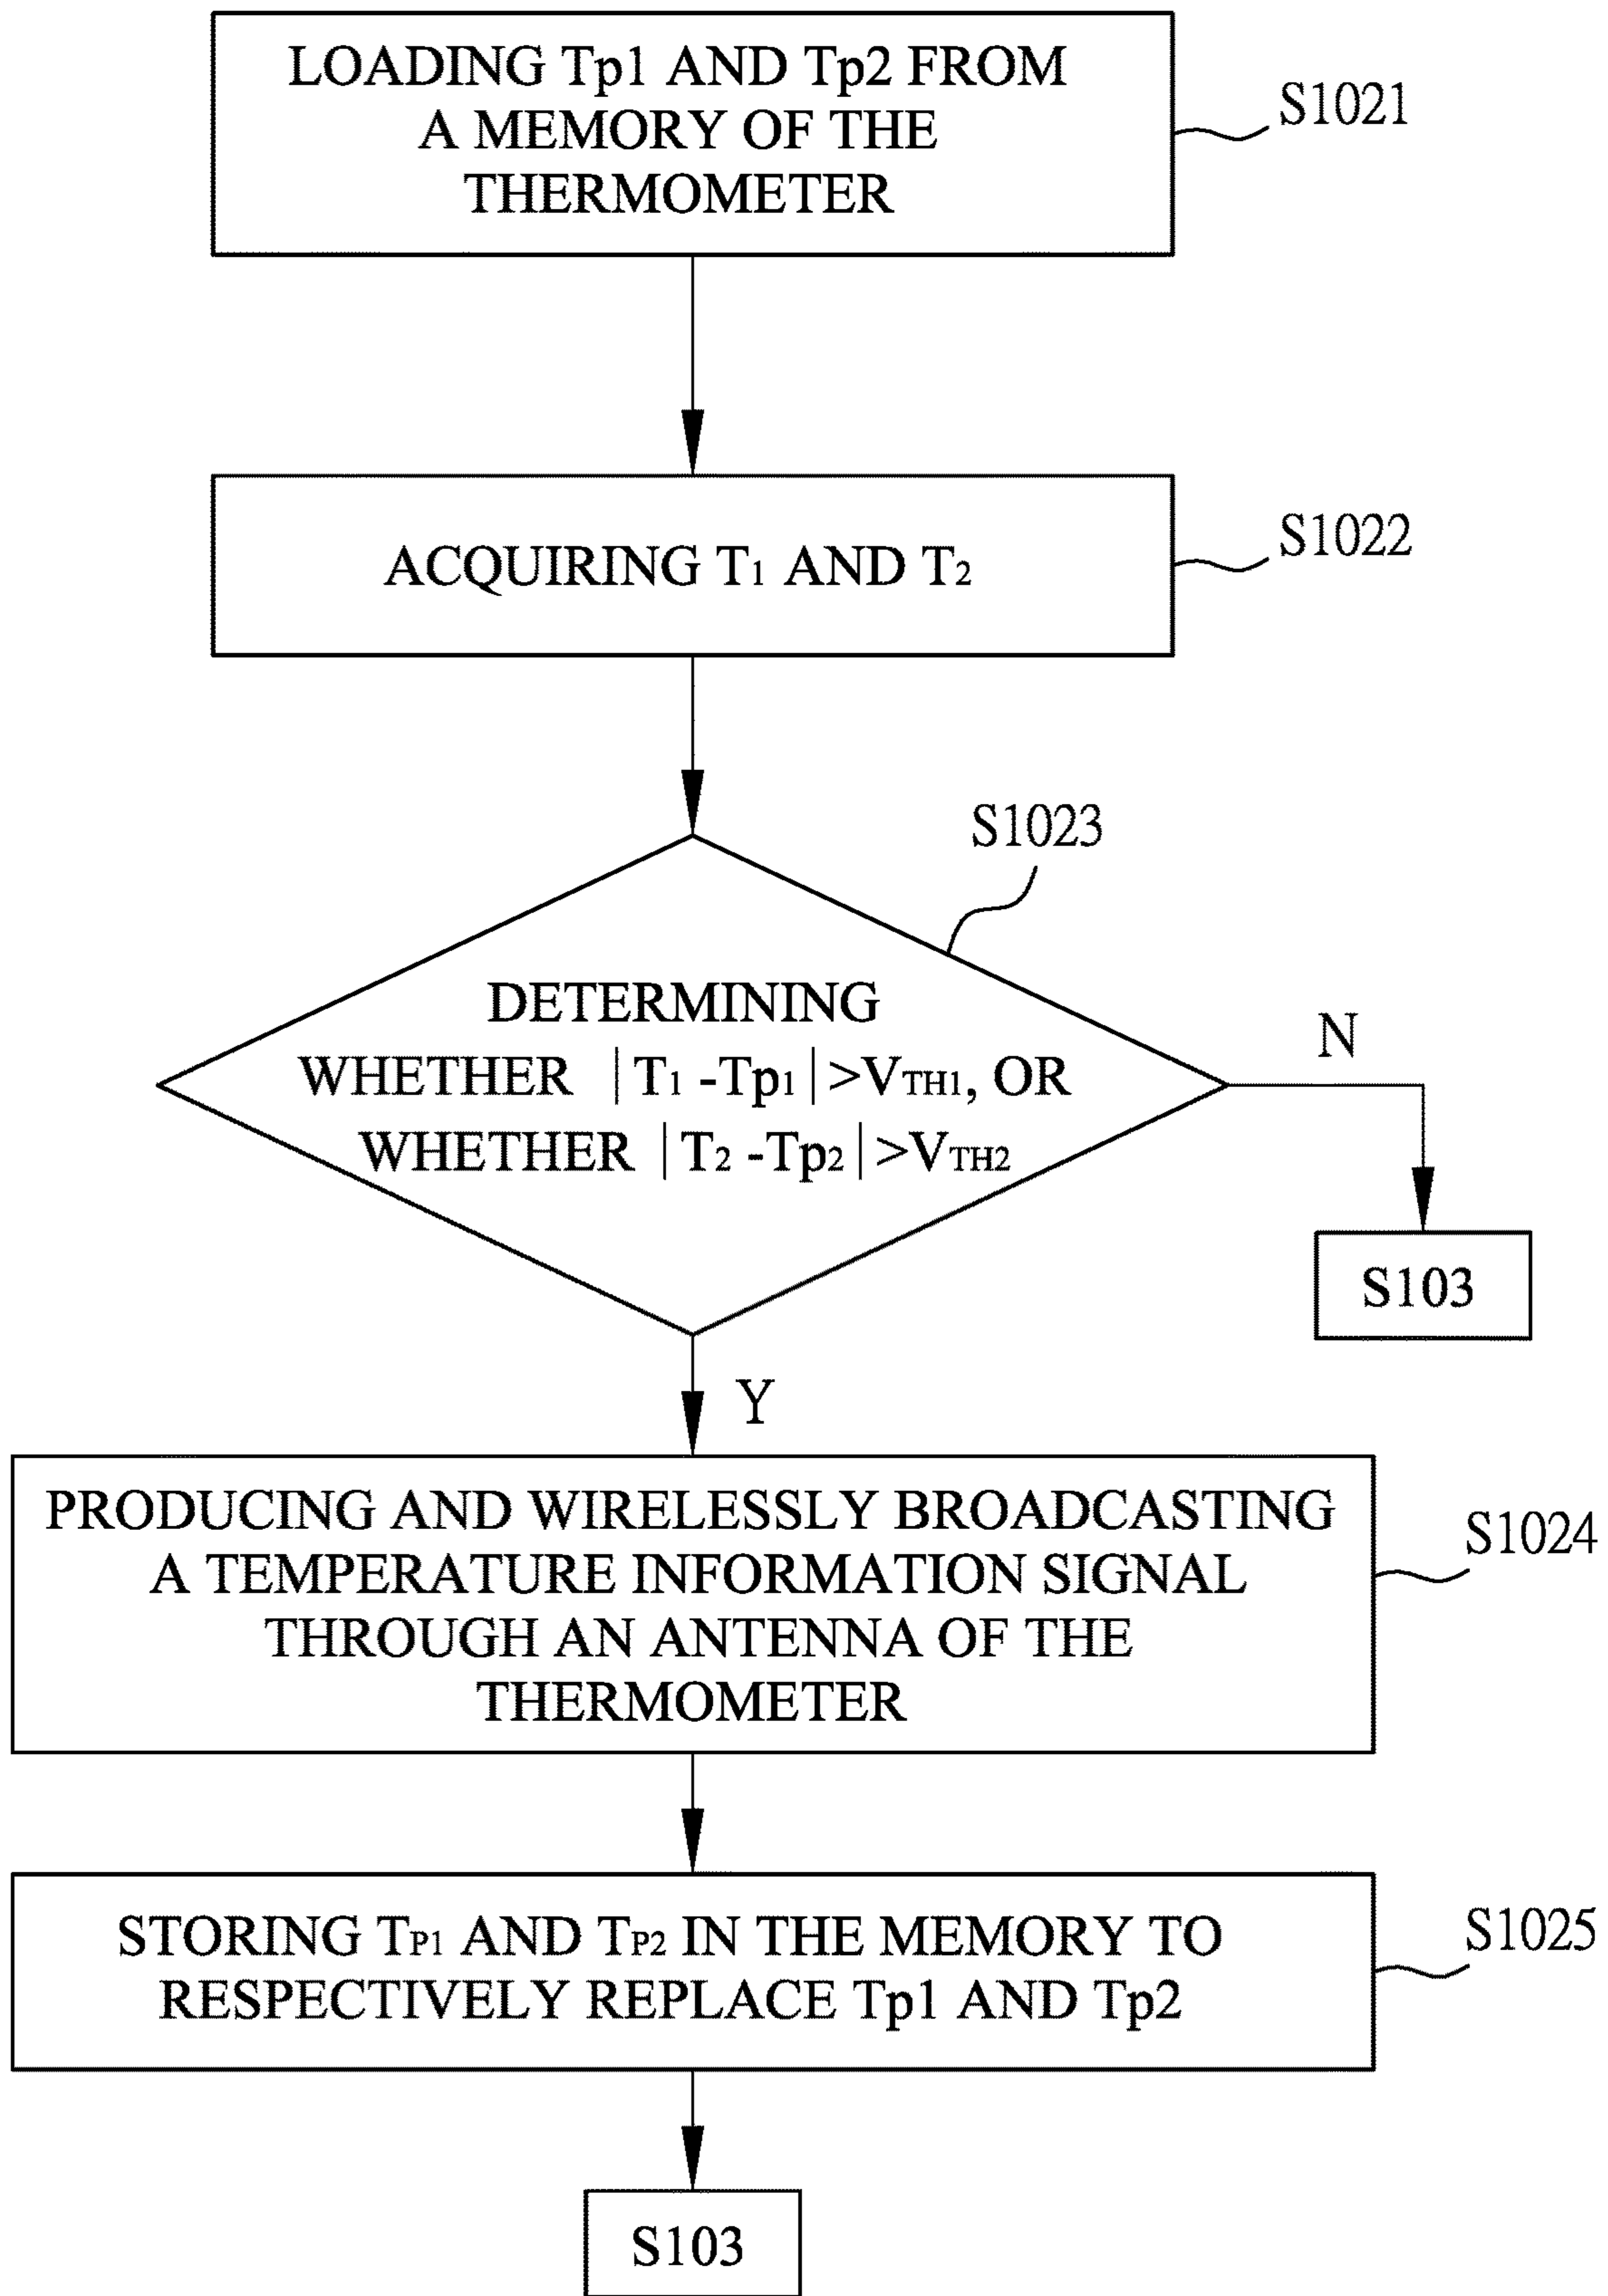 LOADING Tp1 AND Tp2 FROM
A MEMORY OF THE
THERMOMETER
S1021
ACQUIRING T1 AND T2
S1022
S1023
DETERMINING
WHETHER |T1 -Tp1|>VTH1, OR
WHETHER |T2 -Tp2|>VTH2
N
S103
Y
PRODUCING AND WIRELESSLY BROADCASTING
A TEMPERATURE INFORMATION SIGNAL
THROUGH AN ANTENNA OF THE
THERMOMETER
S1024
STORING TP1 AND TP2 IN THE MEMORY TO
RESPECTIVELY REPLACE Tp1 AND Tp2
S1025
S103